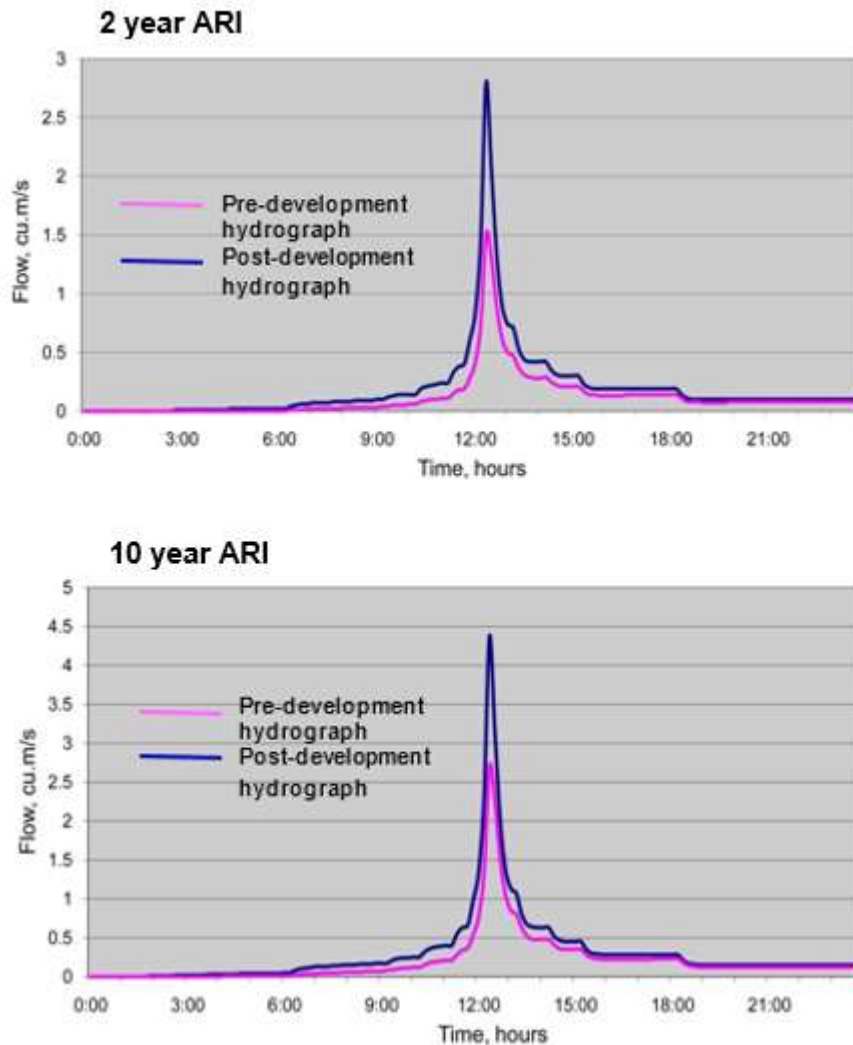 2 year ARI
3
2.5
2
1.5
1
0.5
0
Flow, cu.m/s
Pre-development
hydrograph
Post-development
hydrograph
0:00 3:00 6:00 9:00 12:00 15:00 18:00 21:00
Time, hours
10 year ARI
5
4.5
4
3.5
3
2.5
2
1.5
1
0.5
0
Flow, cu.m/s
Pre-development
hydrograph
Post-development
hydrograph
0:00 3:00 6:00 9:00 12:00 15:00 18:00 21:00
Time, hours